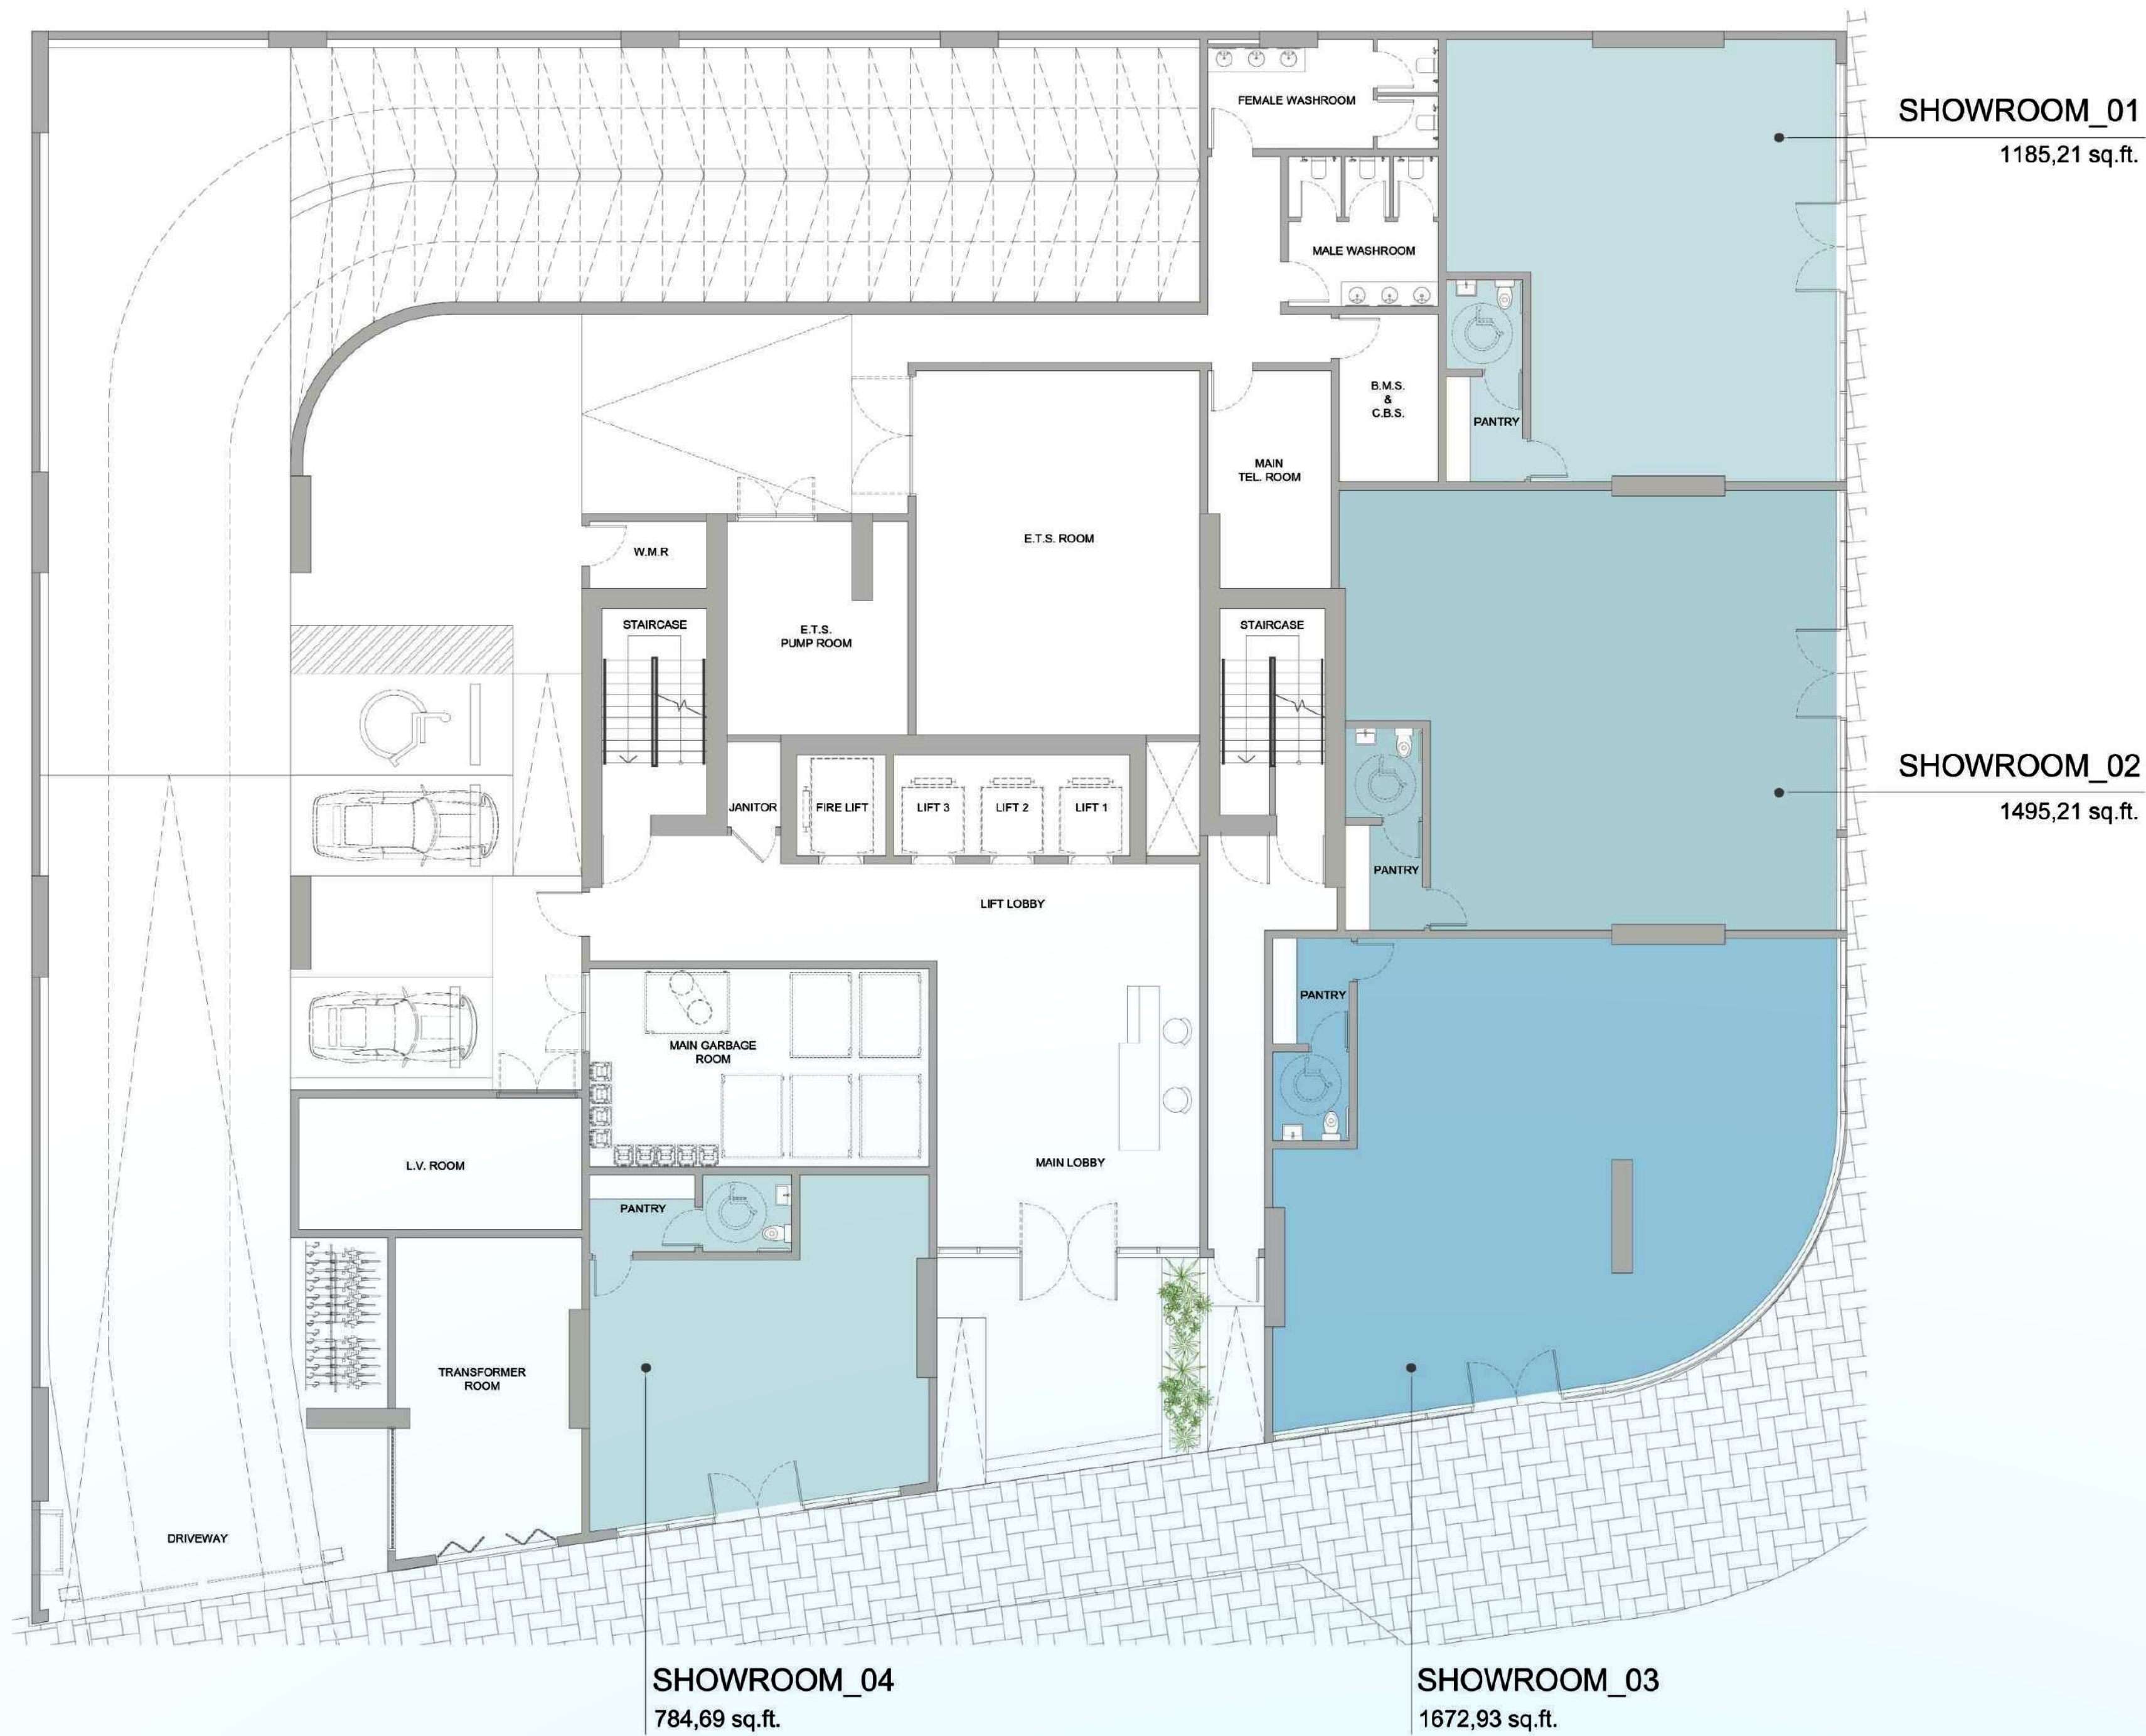 FEMALE WASHROOM
SHOWROOM_01
1185,21 sq.ft.
MALE WASHROOM
B.M.S.
&
C.B.S.
PANTRY
MAIN
TEL. ROOM
E.T.S. ROOM
W.M.R
STAIRCASE
E.T.S.
PUMP ROOM
STAIRCASE
SHOWROOM_02
1495,21 sq.ft.
JANITOR
FIRE LIFT
LIFT 3
LIFT 2
LIFT 1
PANTRY
LIFT LOBBY
PANTRY
MAIN GARBAGE
ROOM
L.V. ROOM
MAIN LOBBY
PANTRY
TRANSFORMER
ROOM
DRIVEWAY
SHOWROOM_04
784,69 sq.ft.
SHOWROOM_03
1672,93 sq.ft.